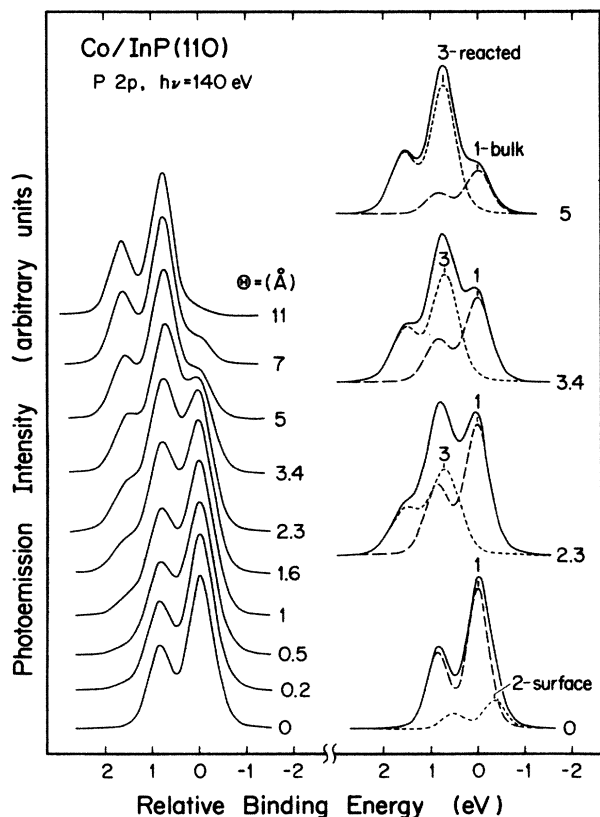 Co/InP(110)
P 2p, hν=140 eV
Photoemission Intensity (arbitrary units)
Θ=(Å)
11
7
5
3.4
2.3
1.6
1
0.5
0.2
0
3-reacted
1-bulk
5
3
1
3.4
3
1
2.3
1
2-surface
0
2 1 0 -1 -2 2 1 0 -1 -2
Relative Binding Energy (eV)